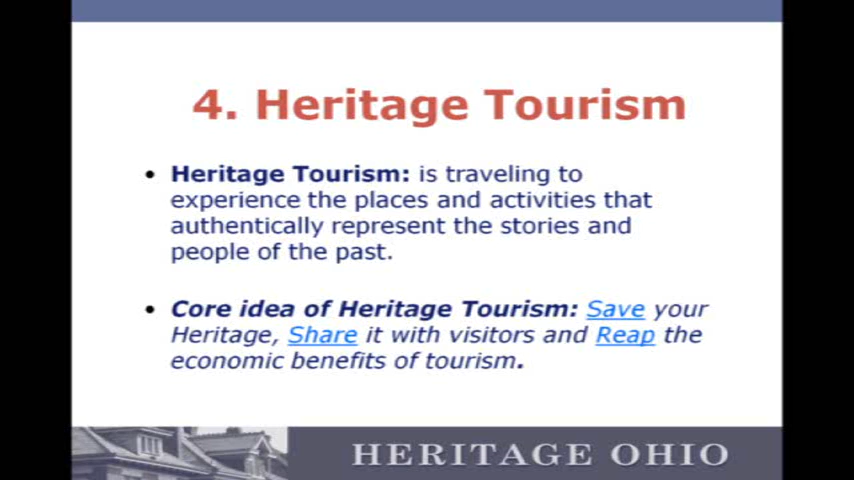 4. Heritage Tourism
• Heritage Tourism: is traveling to
experience the places and activities that
authentically represent the stories and
people of the past.
• Core idea of Heritage Tourism: Save your
Heritage, Share it with visitors and Reap the
economic benefits of tourism.
HERITAGE OHIO